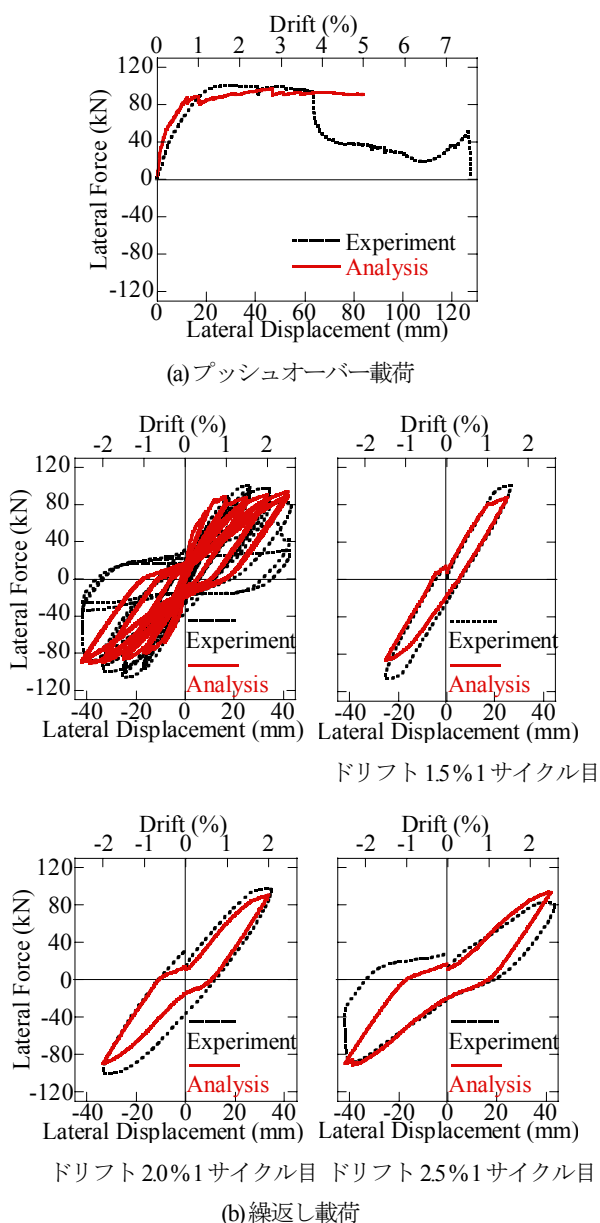 Drift (%)
0 1 2 3 4 5 6 7
120
80
40
0
-40
-80
-120
Lateral Force (kN)
Experiment
Analysis
0 20 40 60 80 100 120
Lateral Displacement (mm)
(a)プッシュオーバー載荷
Drift (%)
-2 -1 0 1 2
120
80
40
0
-40
-80
-120
Lateral Force (kN)
Experiment
Analysis
-40 -20 0 20 40
Lateral Displacement (mm)
Drift (%)
-2 -1 0 1 2
Experiment
Analysis
-40 -20 0 20 40
Lateral Displacement (mm)
ドリフト1.5%1サイクル目
Drift (%)
-2 -1 0 1 2
120
80
40
0
-40
-80
-120
Lateral Force (kN)
Experiment
Analysis
-40 -20 0 20 40
Lateral Displacement (mm)
ドリフト2.0%1サイクル目
Drift (%)
-2 -1 0 1 2
Experiment
Analysis
-40 -20 0 20 40
Lateral Displacement (mm)
ドリフト2.5%1サイクル目
(b)繰返し載荷